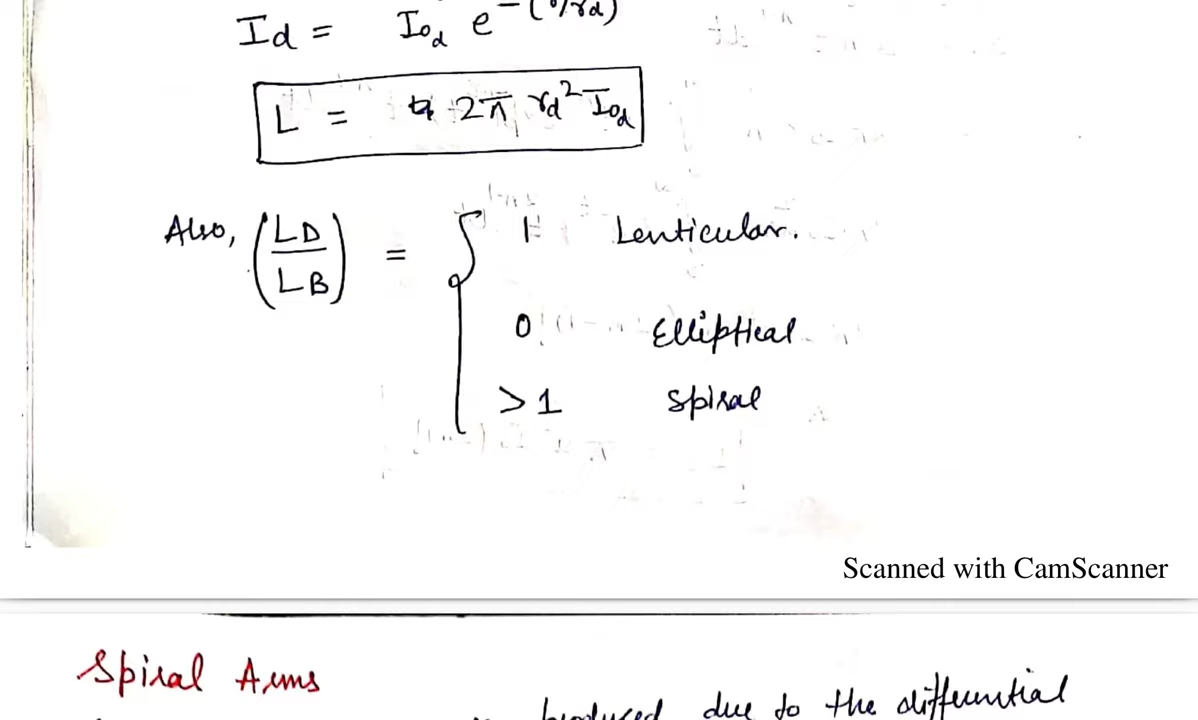 Id = I₀d e^-(r/rd)
L = 2π rd² I₀d
Also, (LD/LB) = { 1 Lenticular.
0 Elliptical
>1 Spiral
Scanned with CamScanner
Spiral Arms
produced due to the differential